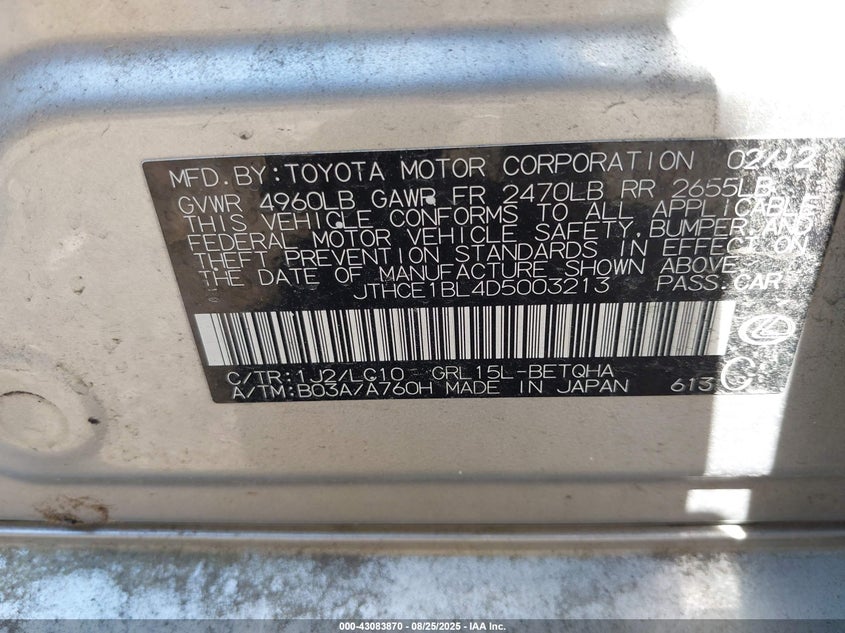 MFD. BY: TOYOTA MOTOR CORPORATION 02/12
GVWR 4960LB GAWR FR 2470LB RR 2655LB
THIS VEHICLE CONFORMS TO ALL APPLICABLE
FEDERAL MOTOR VEHICLE SAFETY, BUMPER, AND
THEFT PREVENTION STANDARDS IN EFFECT ON
THE DATE OF MANUFACTURE SHOWN ABOVE.
JTHCE1BL4D5003213 PASS. CAR
C/TR: 1J2/LC10 GRL15L-BETQHA
A/TM: B03A/A760H MADE IN JAPAN 613
C
000-43083870 | 08/25/2025 - IAA Inc.